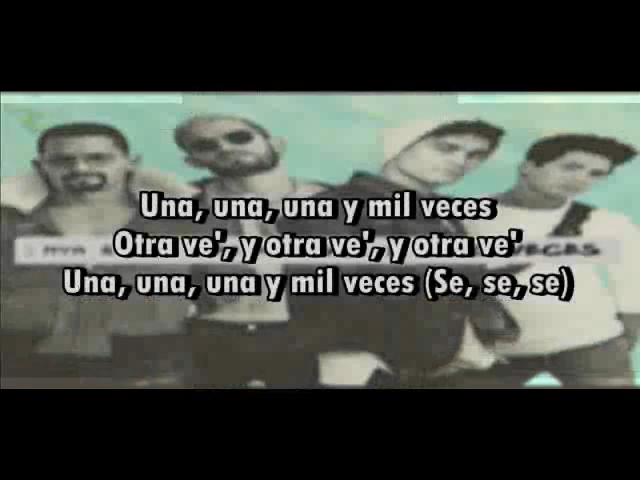 Una, una, una y mil veces
Otra ve', y otra ve', y otra ve'
VECES
Una, una, una y mil veces (Se, se, se)